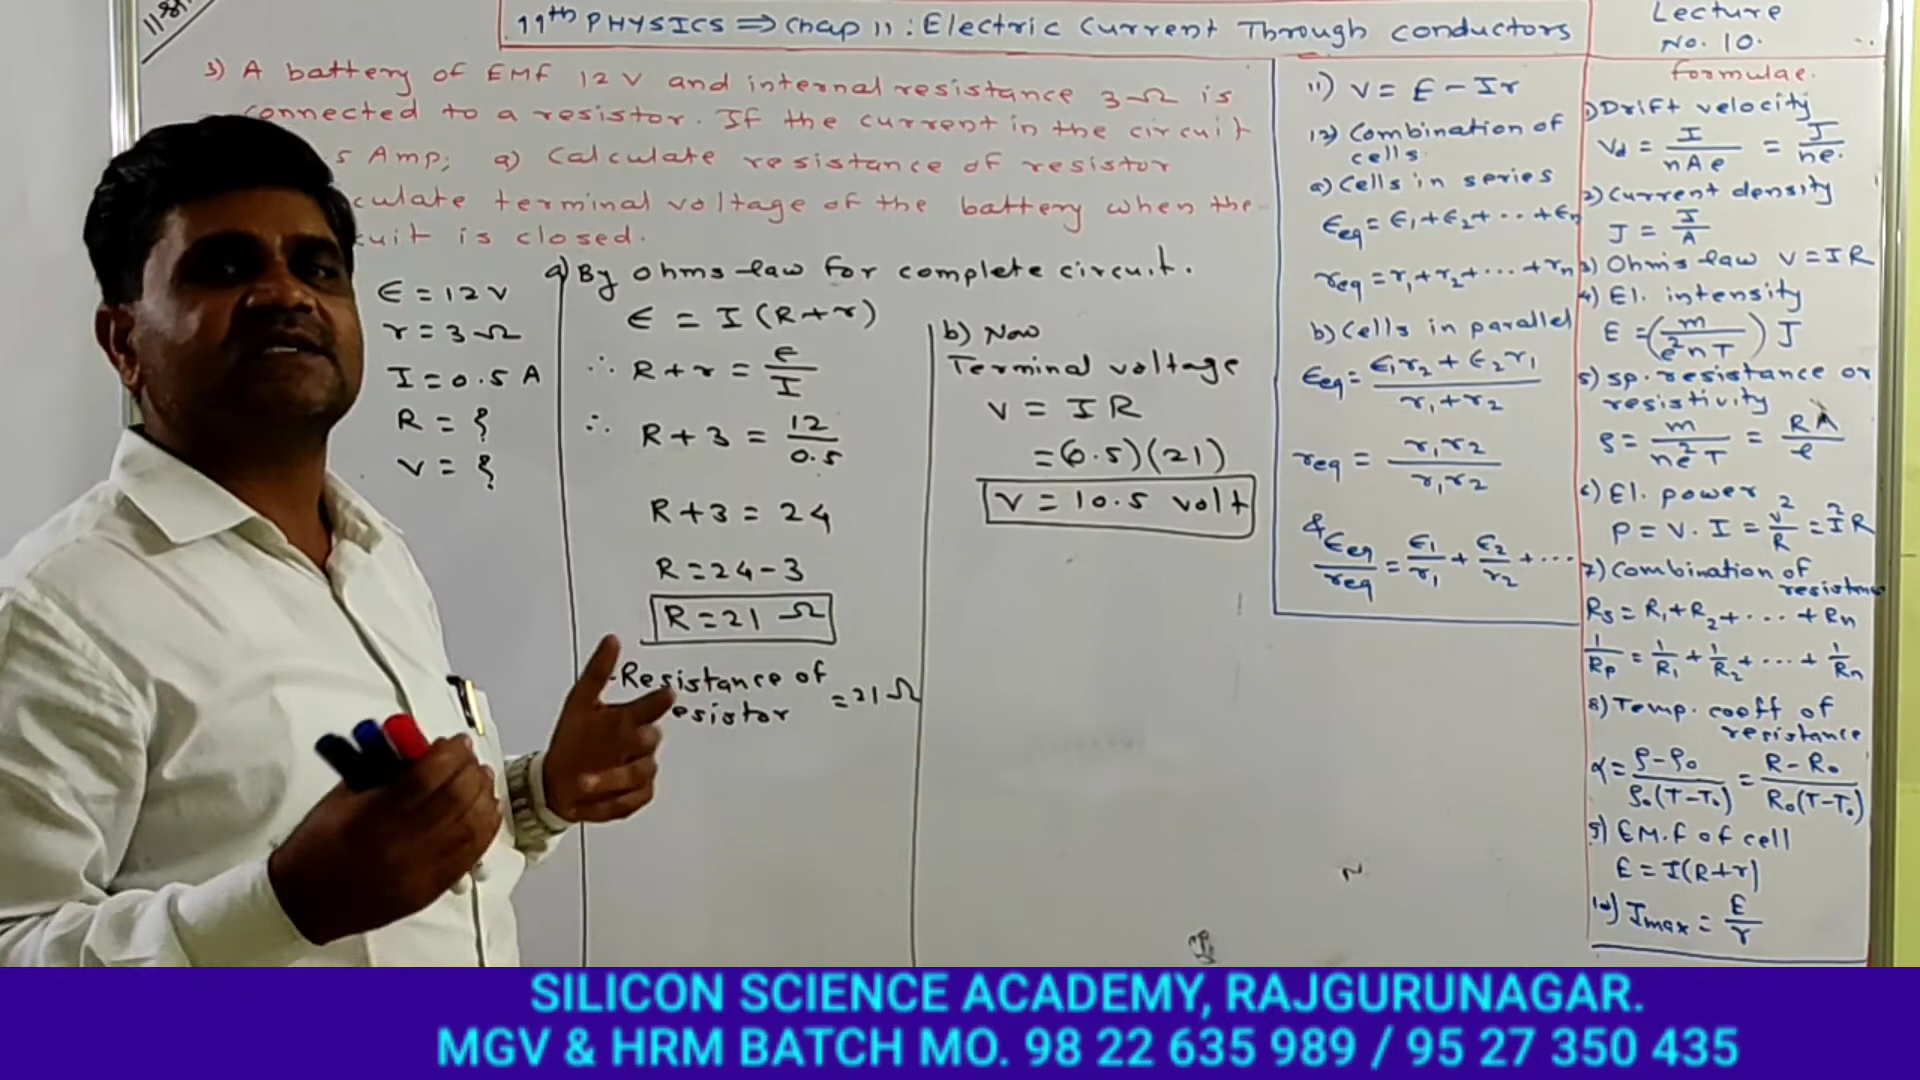 11th PHYSICS ⇒ Chap 11 : Electric Current Through conductors
Lecture
No. 10.
3) A battery of EMF 12 V and internal resistance 3 Ω is
connected to a resistor. If the current in the circuit
5 Amp; a) Calculate resistance of resistor
culate terminal voltage of the battery when the
cuit is closed.
ε = 12 V
r = 3 Ω
I = 0.5 A
R = ?
V = ?
a) By ohms law for complete circuit.
ε = I (R+r)
∴ R + r = ε/I
∴ R + 3 = 12/0.5
R + 3 = 24
R = 24 - 3
R = 21 Ω
Resistance of
esistor = 21 Ω
b) Now
Terminal voltage
V = I R
= (0.5)(21)
V = 10.5 volt
11) V = E - Ir
12) Combination of
cells
a) cells in series
εeq = ε1 + ε2 + ... + εn
req = r1 + r2 + ... + rn
b) cells in parallel
εeq = (ε1r2 + ε2r1)/(r1 + r2)
req = r1r2/r1r2
& εeq/req = ε1/r1 + ε2/r2 + ...
formulae.
1) Drift velocity
Vd = I/nAe = J/ne.
2) Current density
J = I/A
3) Ohm's law V = IR
4) El. intensity
E = (m/e²nT) J
5) sp. resistance or
resistivity
ρ = m/ne²T = RA/l
6) El. power
P = V. I = V²/R = I²R
7) Combination of
resistance
Rs = R1 + R2 + ... + Rn
1/Rp = 1/R1 + 1/R2 + ... + 1/Rn
8) Temp. coeff of
resistance
α = ρ-ρ0/ρ0(T-T0) = R-R0/R0(T-T0)
9) E.M.F of cell
E = I(R+r)
10) Imax = E/r
SILICON SCIENCE ACADEMY, RAJGURUNAGAR.
MGV & HRM BATCH MO. 98 22 635 989 / 95 27 350 435